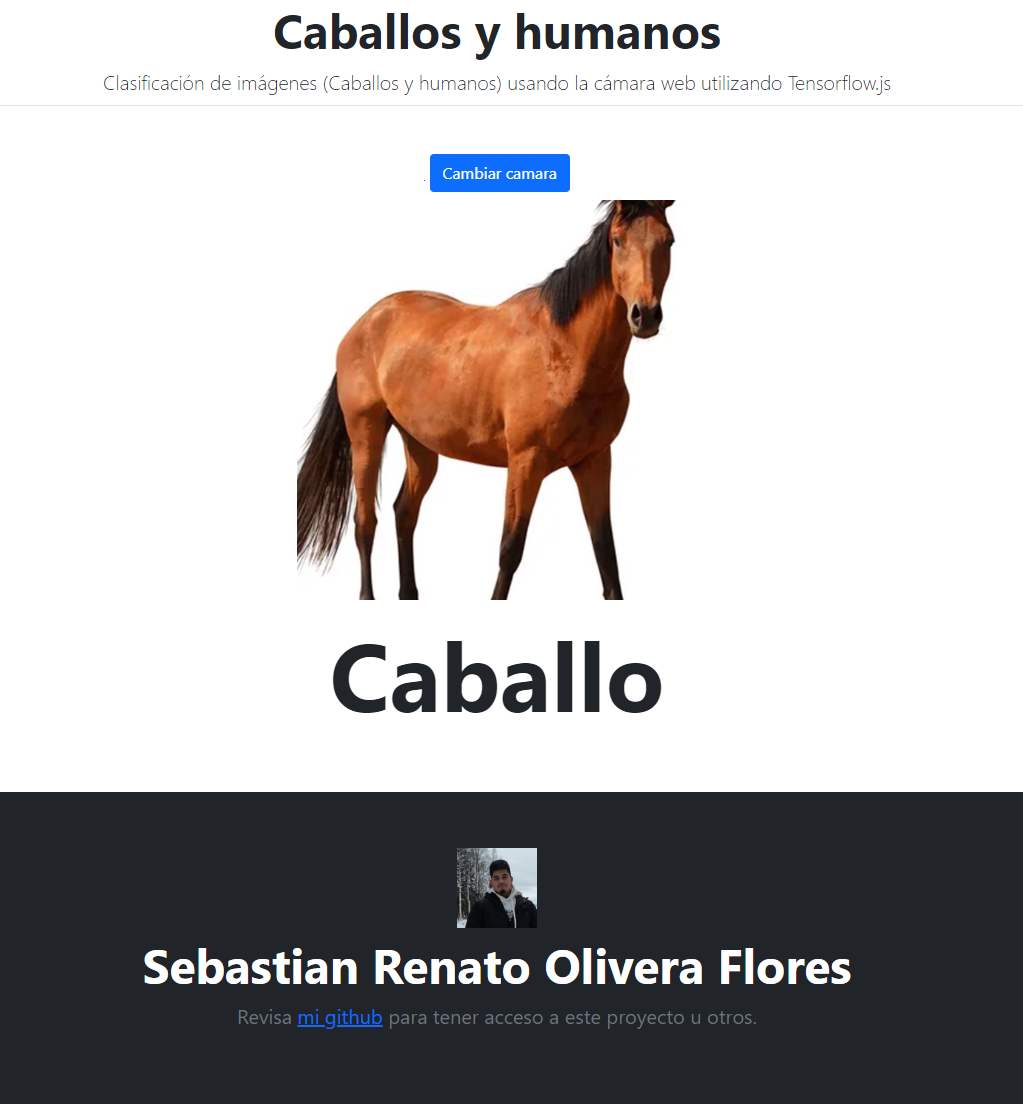 Caballos y humanos
Clasificación de imágenes (Caballos y humanos) usando la cámara web utilizando Tensorflow.js
. Cambiar camara
Caballo
Sebastian Renato Olivera Flores
Revisa mi github para tener acceso a este proyecto u otros.